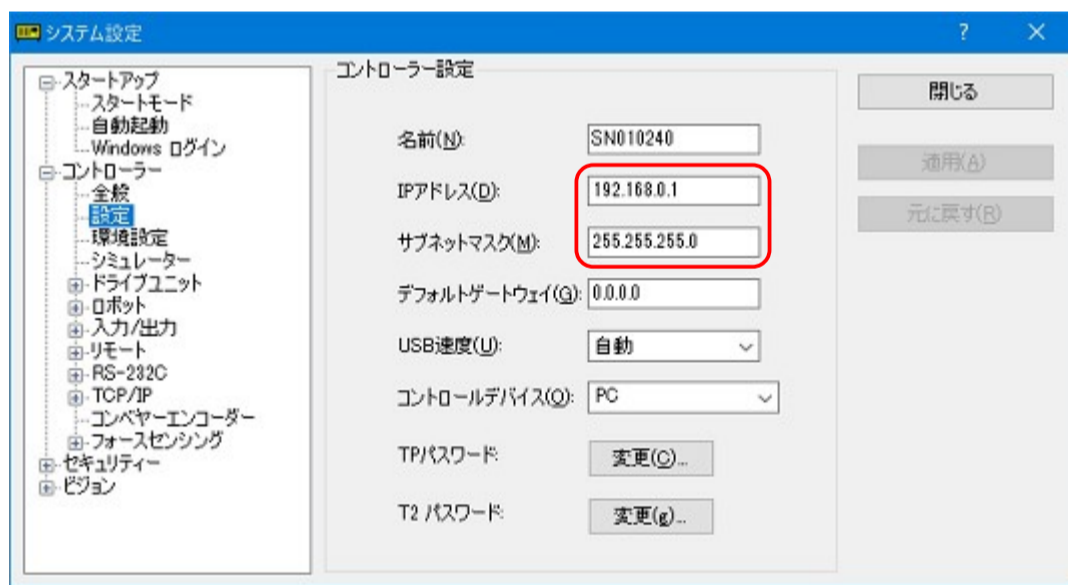 システム設定
スタートアップ
スタートモード
自動起動
Windows ログイン
コントローラー
全般
設定
環境設定
シミュレーター
ドライブユニット
ロボット
入力/出力
リモート
RS-232C
TCP/IP
コンベヤーエンコーダー
フォースセンシング
セキュリティー
ビジョン
コントローラー設定
名前(N): SN010240
IPアドレス(D): 192.168.0.1
サブネットマスク(M): 255.255.255.0
デフォルトゲートウェイ(G): 0.0.0.0
USB速度(U): 自動
コントロールデバイス(O): PC
TPパスワード: 変更(C)...
T2 パスワード: 変更(g)...
閉じる
適用(A)
元に戻す(R)